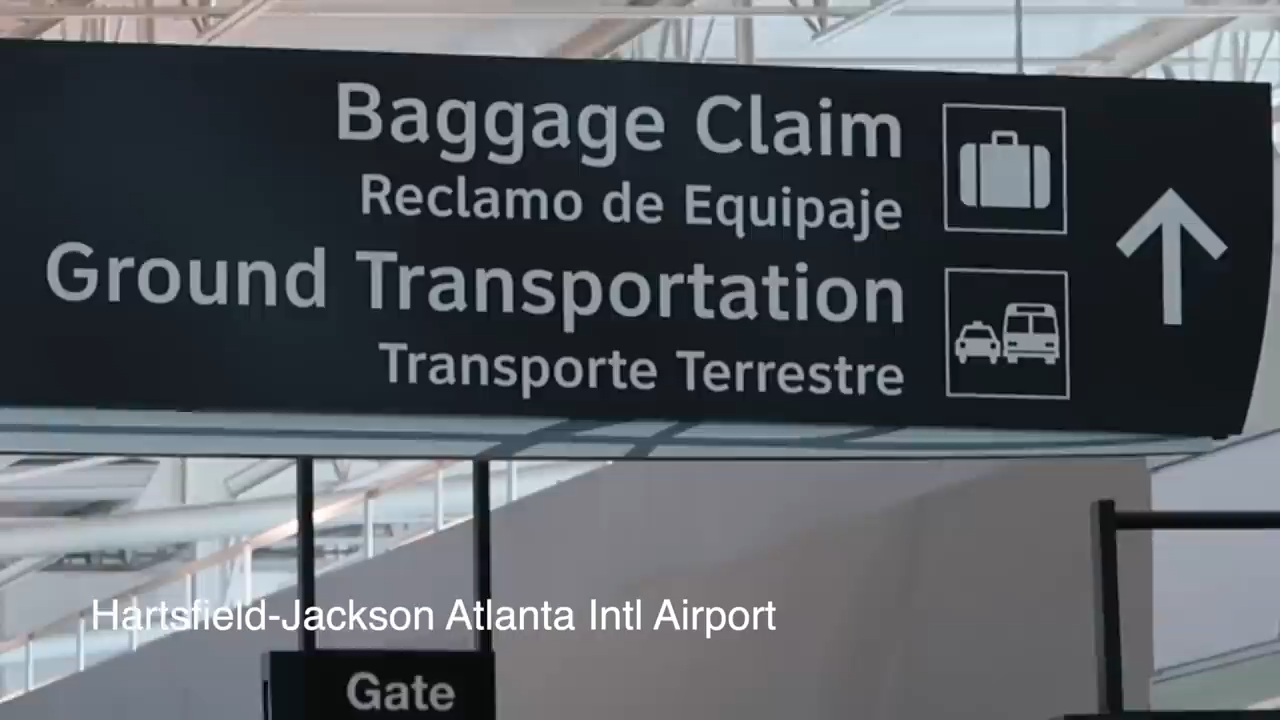 Baggage Claim
Reclamo de Equipaje
Ground Transportation
Transporte Terrestre
Hartsfield-Jackson Atlanta Intl Airport
Gate